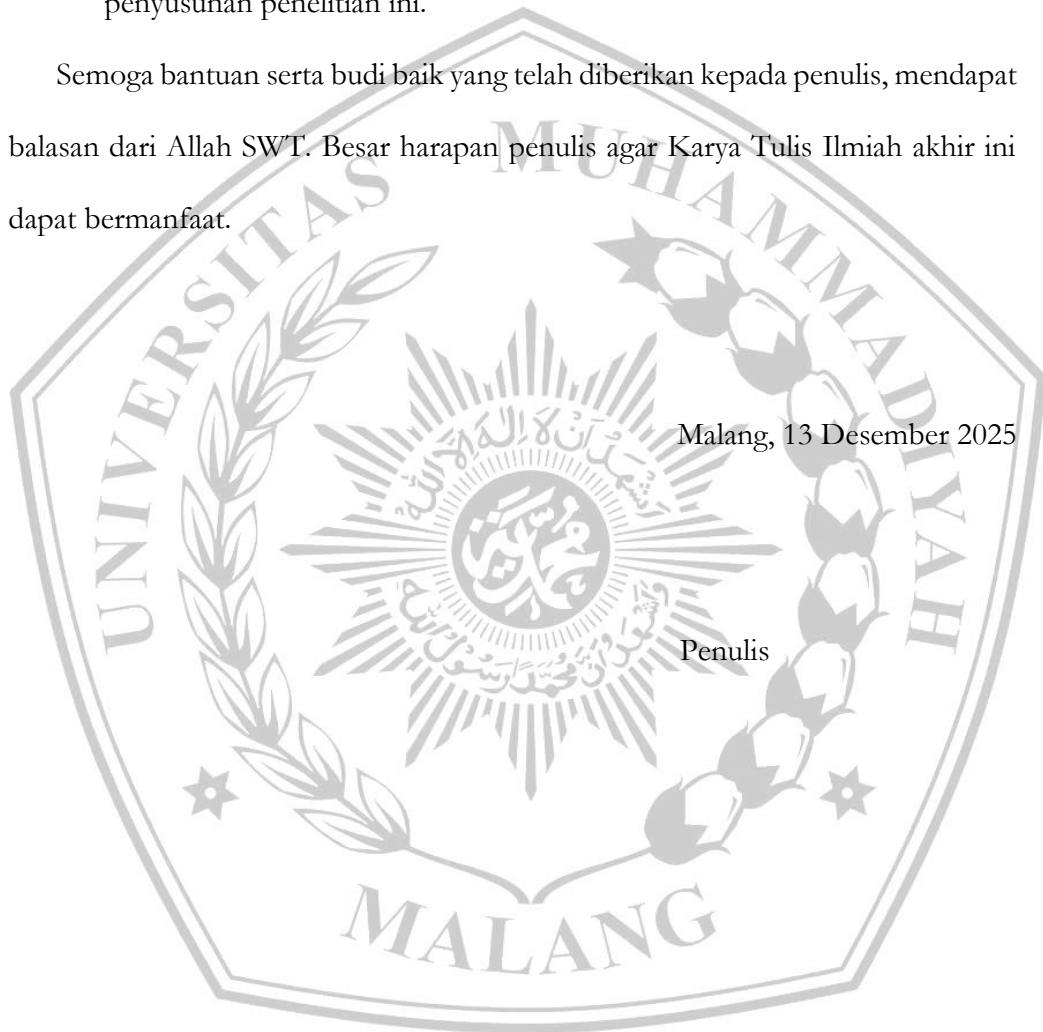 penyusunan penelitian ini.
Semoga bantuan serta budi baik yang telah diberikan kepada penulis, mendapat
balasan dari Allah SWT. Besar harapan penulis agar Karya Tulis Ilmiah akhir ini
dapat bermanfaat.
UNIVERSITAS MUHAMMADIYAH
Malang, 13 Desember 2025
Penulis
MALANG